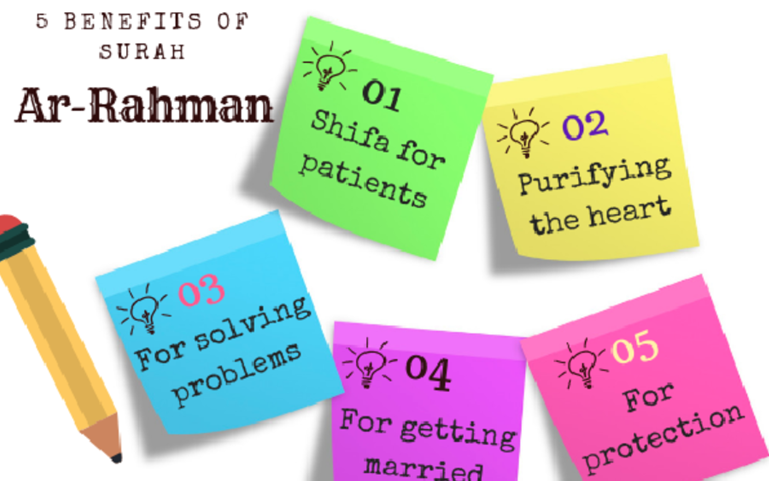 5 BENEFITS OF
SURAH
Ar-Rahman
01
Shifa for
patients
02
Purifying
the heart
03
For solving
problems
04
For getting
married
05
For
protection